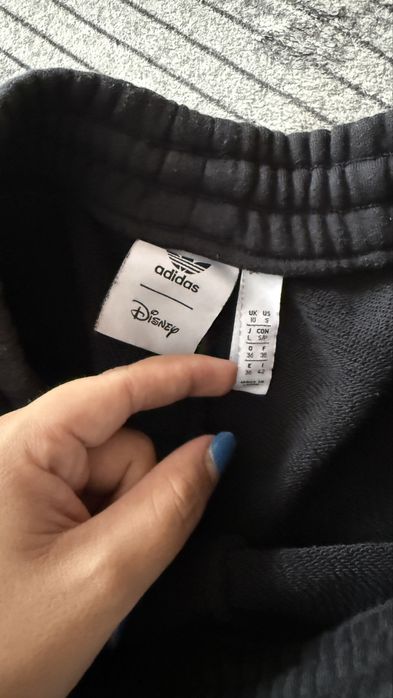 adidas
Disney
UK US
10 S
J CON
L S/P
D F
36 38
E I
38 42